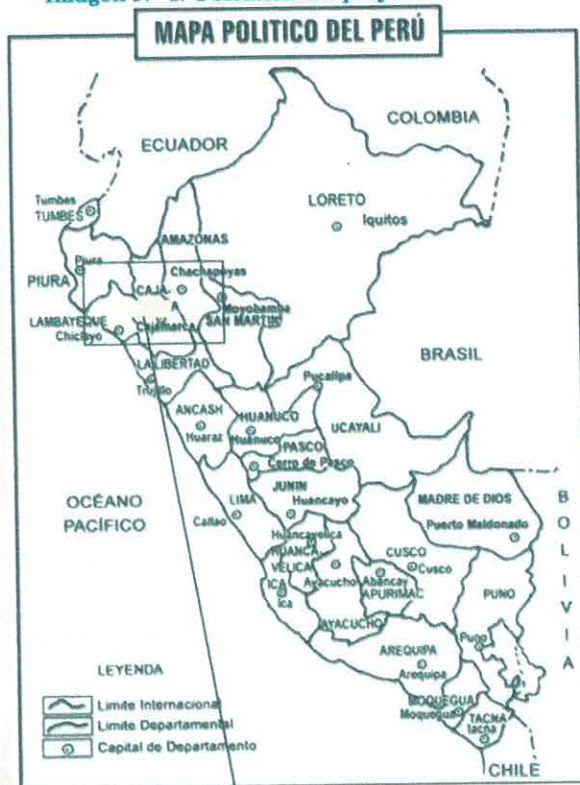 MAPA POLITICO DEL PERÚ
COLOMBIA
ECUADOR
LORETO
Iquitos
Tumbes
TUMBES
AMAZONAS
Piura
PIURA
Chachapoyas
CAJA
A
Moyobamba
LAMBAYEQUE
Cajamarca
SAN MARTIN
Chiclayo
BRASIL
LA LIBERTAD
Trujillo
Pucallpa
ANCASH
HUANUCO
UCAYALI
Huaraz
Huánuco
PASCO
Cerro de Pasco
OCÉANO
PACÍFICO
LIMA
JUNIN
Huancayo
MADRE DE DIOS
BOLIVIA
Callao
Puerto Maldonado
Huancavelica
HUANCA
VELICA
CUSCO
Cusco
Ayacucho
Abancay
APURIMAC
PUNO
ICA
Ica
AYACUCHO
Puno
AREQUIPA
Arequipa
LEYENDA
Limite Internacional
MOQUEGUA
Moquegua
Limite Departamental
TACNA
tacna
Capital de Departamento
CHILE